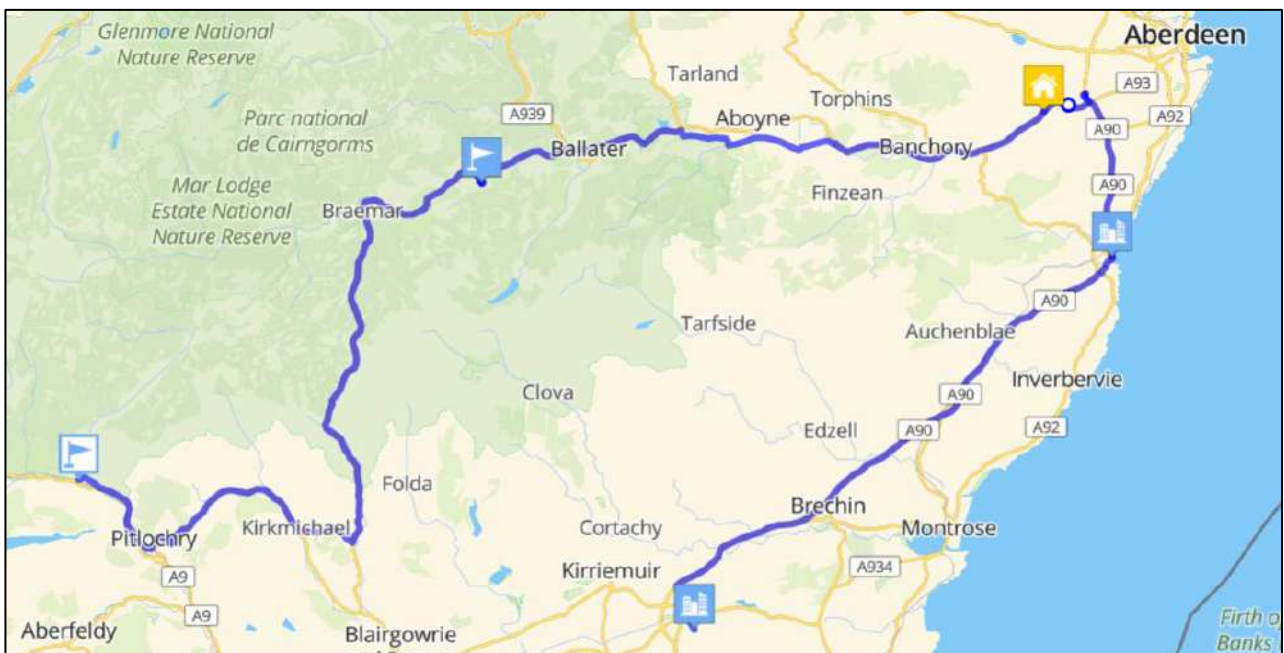 Glenmore National
Nature Reserve
Aberdeen
Tarland
A93
Torphins
A939
A92
Parc national
de Cairngorms
Aboyne
A90
Ballater
Banchory
A90
Mar Lodge
Estate National
Nature Reserve
Braemar
Finzean
A90
Tarfside
Auchenblae
Inverbervie
Clova
A90
A90
A92
Edzell
Folda
Brechin
Cortachy
Montrose
Kirkmichael
Pitlochry
Kirriemuir
A934
A9
A9
Aberfeldy
Blairgowrie
Firth o
Banks